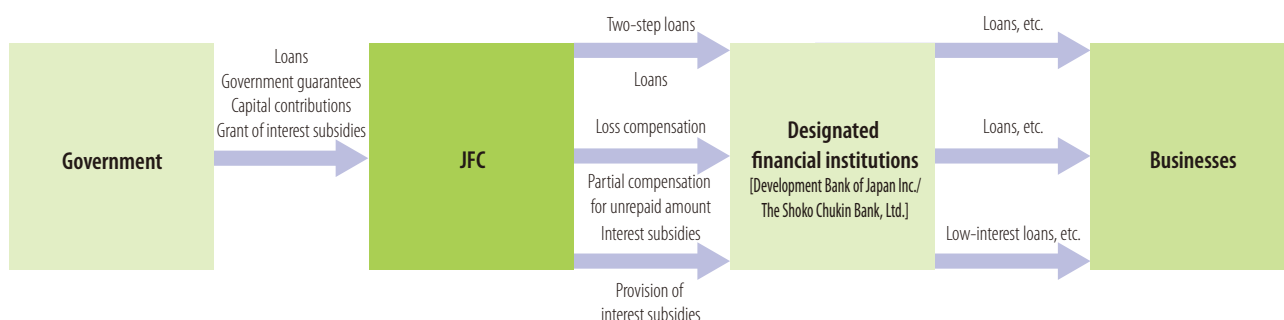 Government
Loans
Government guarantees
Capital contributions
Grant of interest subsidies
JFC
Two-step loans
Loans
Loss compensation
Partial compensation
for unrepaid amount
Interest subsidies
Provision of
interest subsidies
Designated
financial institutions
[Development Bank of Japan Inc./
The Shoko Chukin Bank, Ltd.]
Loans, etc.
Loans, etc.
Low-interest loans, etc.
Businesses